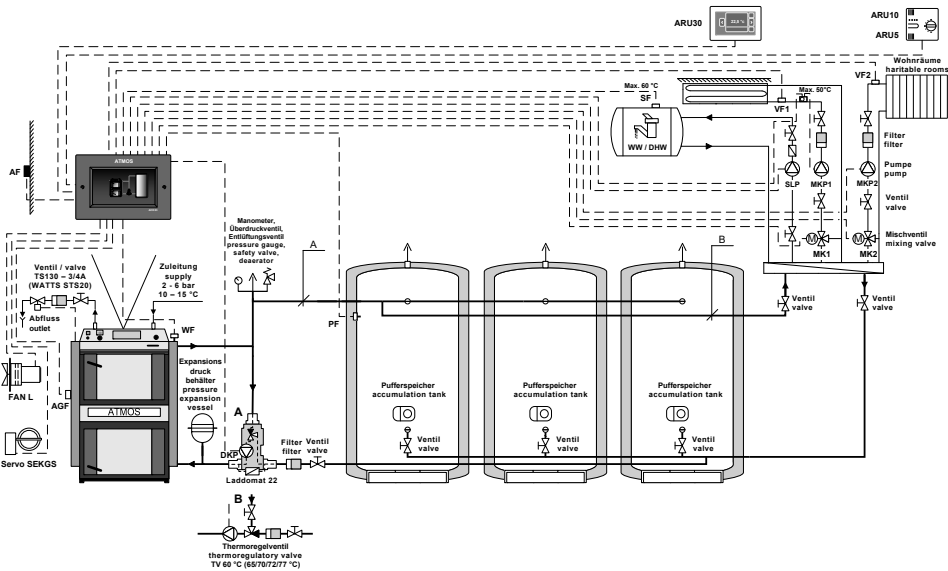 ARU30
22,5 °c
ARU10
ARU5
Wohnräume
haritable rooms
VF2
Max. 60 °C
SF
Max. 50°C
VF1
WW / DHW
Filter
filter
Pumpe
pump
SLP
MKP1
MKP2
Ventil
valve
Mischventil
mixing valve
M
M
MK1
MK2
ATMOS
AF
Manometer,
Überdruckventil,
Entlüftungsventil
pressure gauge,
safety valve,
deaerator
A
B
Ventil / valve
TS130 – 3/4A
(WATTS STS20)
Zuleitung
supply
2 - 6 bar
10 – 15 °C
Abfluss
outlet
WF
PF
Ventil
valve
Ventil
valve
FAN L
AGF
ATMOS
Servo SEKGS
Expansions
druck
behälter
pressure
expansion
vessel
Pufferspeicher
accumulation tank
Pufferspeicher
accumulation tank
Pufferspeicher
accumulation tank
A
DKP
Filter
filter
Ventil
valve
Ventil
valve
Ventil
valve
Ventil
valve
Laddomat 22
B
Thermoregelventil
thermoregulatory valve
TV 60 °C (65/70/72/77 °C)